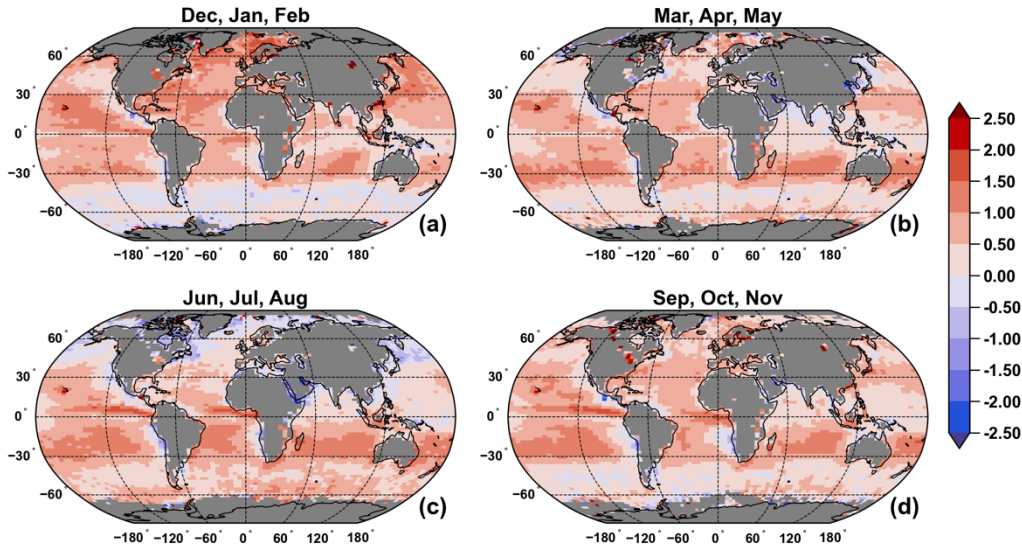 Dec, Jan, Feb
Mar, Apr, May
60°
30°
0°
−30°
−60°
(a)
−180° −120° −60° 0° 60° 120° 180°
60°
30°
0°
−30°
−60°
(b)
−180° −120° −60° 0° 60° 120° 180°
Jun, Jul, Aug
Sep, Oct, Nov
60°
30°
0°
−30°
−60°
(c)
−180° −120° −60° 0° 60° 120° 180°
60°
30°
0°
−30°
−60°
(d)
−180° −120° −60° 0° 60° 120° 180°
2.50
2.00
1.50
1.00
0.50
0.00
−0.50
−1.00
−1.50
−2.00
−2.50